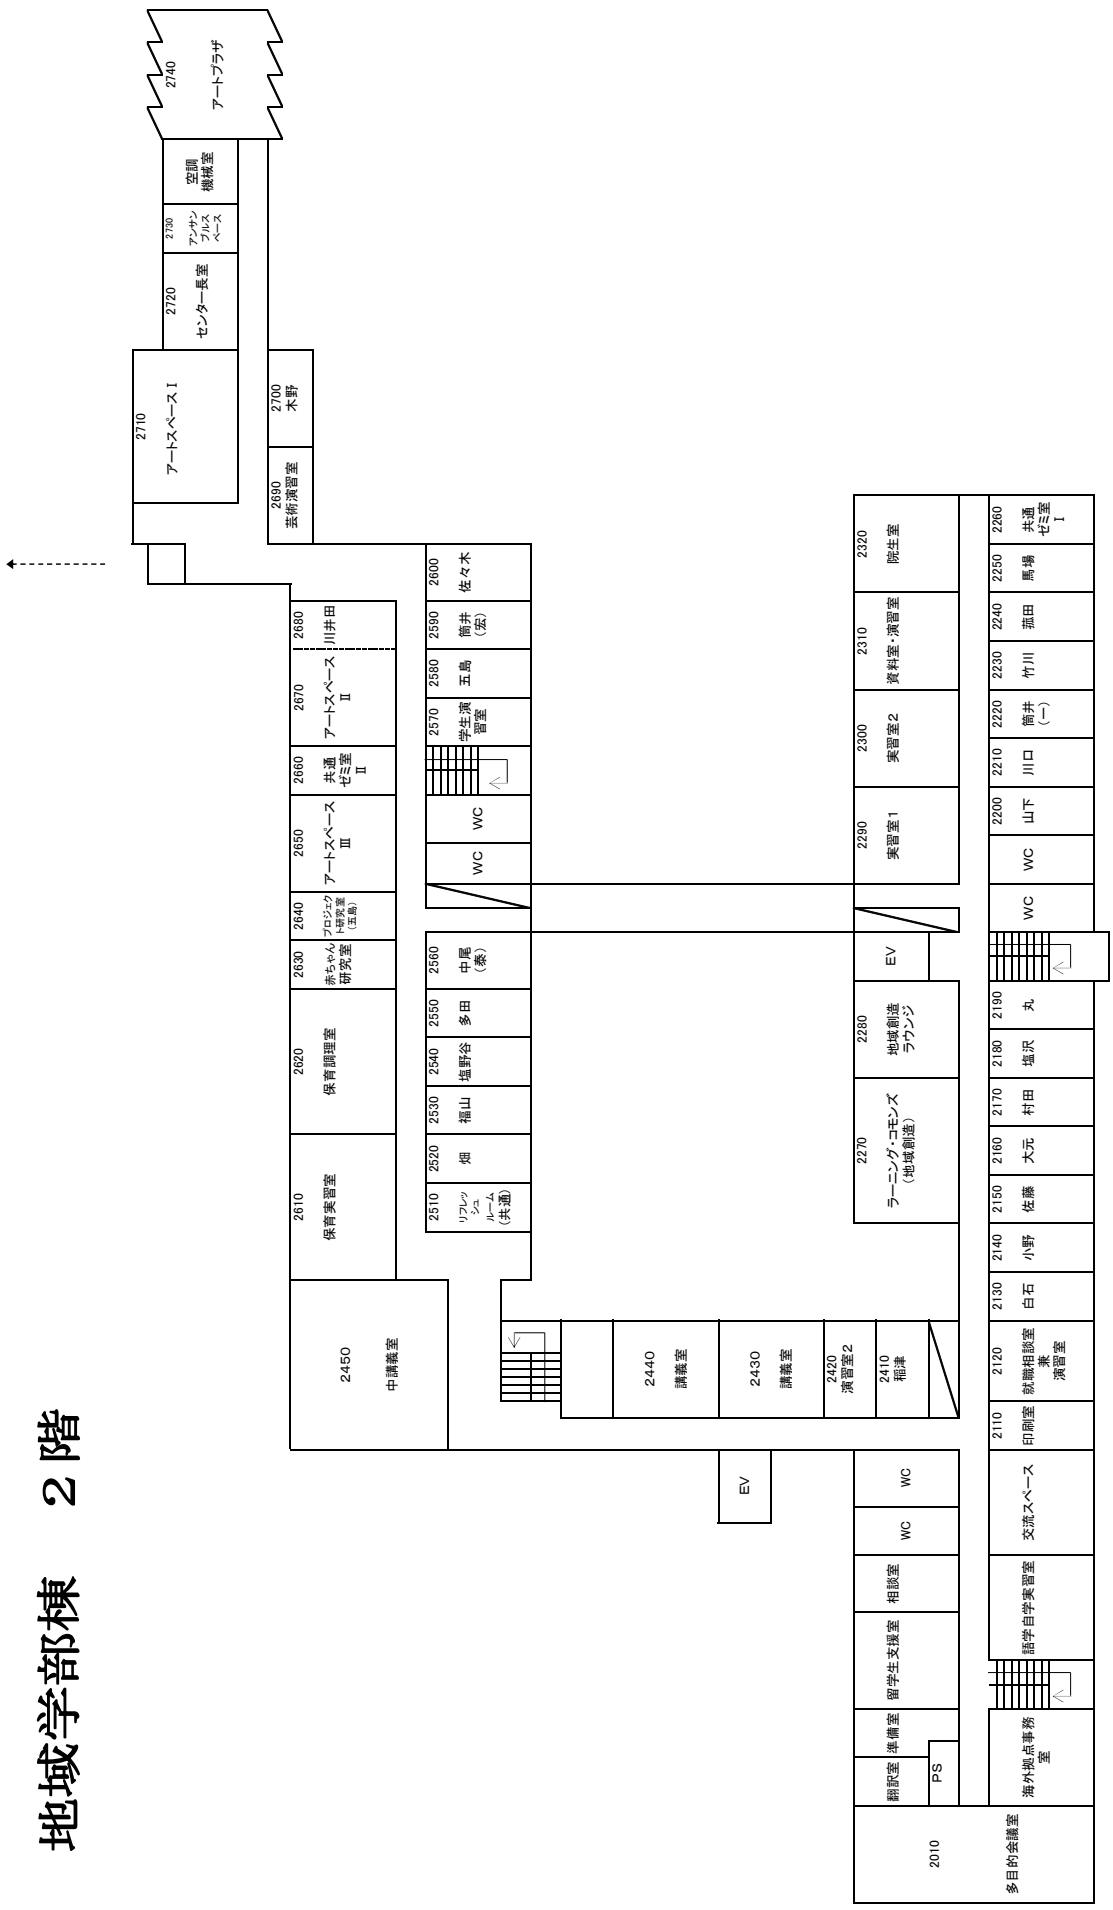 地域学部棟　２階
2740
アートプラザ
空調
機械室
2730
アンサン
ブルス
ペース
2720
センター長室
2710
アートスペースⅠ
2700
木野
2690
芸術演習室
2680
川井田
2670
アートスペース
Ⅱ
2660
共通
ゼミ室
Ⅱ
2650
アートスペース
Ⅲ
2640
プロジェク
ト研究室
（五島）
2630
赤ちゃん
研究室
2620
保育調理室
2610
保育実習室
2600
佐々木
2590
筒井
（宏）
2580
五島
2570
学生演
習室
WC
WC
2560
中尾
（泰）
2550
多田
2540
塩野谷
2530
福山
2520
畑
2510
リフレッ
シュ
ルーム
（共通）
2450
中講義室
2440
講義室
2430
講義室
2420
演習室２
2410
稲津
EV
2320
院生室
2310
資料室・演習室
2300
実習室２
2290
実習室１
EV
2280
地域創造
ラウンジ
2270
ラーニング・コモンズ
（地域創造）
WC
WC
相談室
留学生支援室
準備室
翻訳室
PS
2010
多目的会議室
2260
共通
ゼミ室
Ⅰ
2250
馬場
2240
菰田
2230
竹川
2220
筒井
（一）
2210
川口
2200
山下
WC
WC
2190
丸
2180
塩沢
2170
村田
2160
大元
2150
佐藤
2140
小野
2130
白石
2120
就職相談室
兼
演習室
2110
印刷室
交流スペース
語学自学実習室
海外拠点事務
室